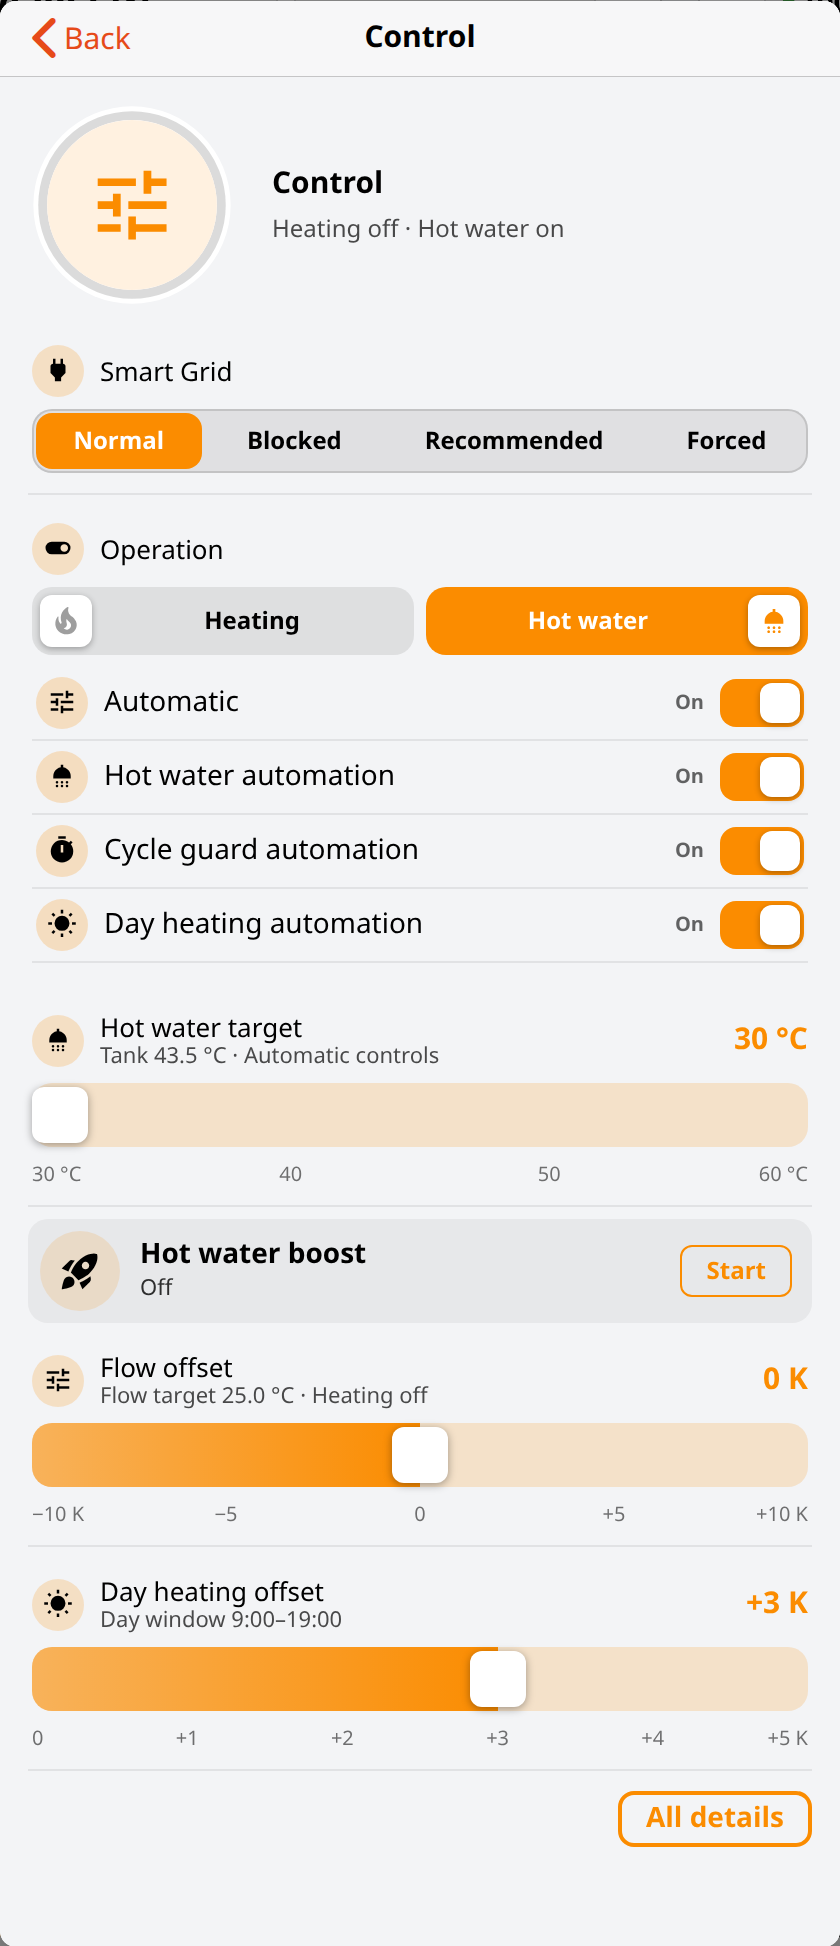 Back
Control
Control
Heating off · Hot water on
Smart Grid
Normal Blocked Recommended Forced
Operation
Heating Hot water
Automatic On
Hot water automation On
Cycle guard automation On
Day heating automation On
Hot water target
30 °C
Tank 43.5 °C · Automatic controls
30 °C 40 50 60 °C
Hot water boost
Off
Start
Flow offset
0 K
Flow target 25.0 °C · Heating off
−10 K −5 0 +5 +10 K
Day heating offset
+3 K
Day window 9:00–19:00
0 +1 +2 +3 +4 +5 K
All details